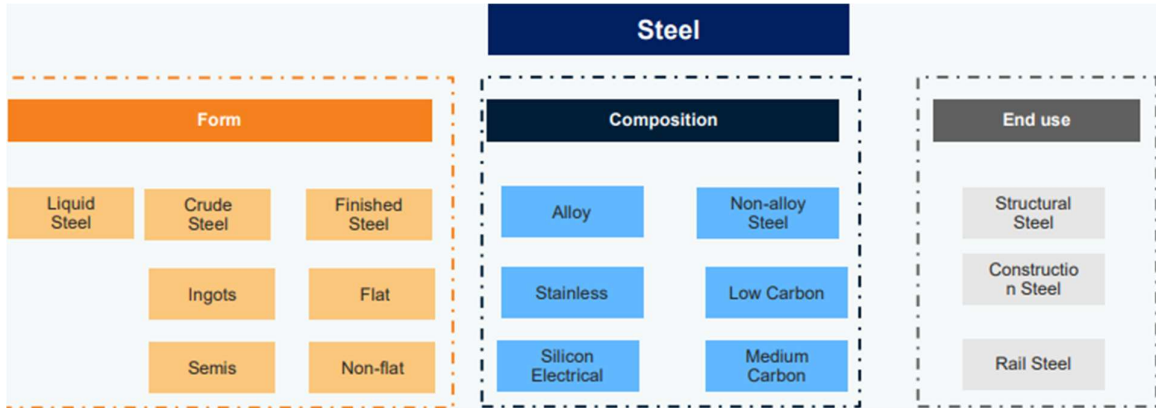 Steel
Form
Composition
End use
Liquid
Steel
Crude
Steel
Finished
Steel
Alloy
Non-alloy
Steel
Structural
Steel
Ingots
Flat
Stainless
Low Carbon
Constructio
n Steel
Semis
Non-flat
Silicon
Electrical
Medium
Carbon
Rail Steel